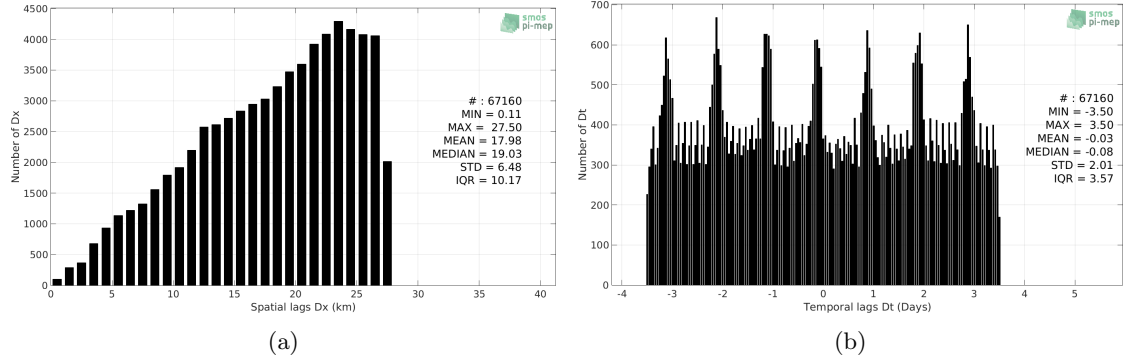 4500
4000
3500
3000
2500
2000
1500
1000
500
0
Number of Dx
smos
pi-mep
# : 67160
MIN = 0.11
MAX = 27.50
MEAN = 17.98
MEDIAN = 19.03
STD = 6.48
IQR = 10.17
0 5 10 15 20 25 30 35 40
Spatial lags Dx (km)
(a)
700
600
500
400
300
200
100
0
Number of Dt
smos
pi-mep
# : 67160
MIN = -3.50
MAX = 3.50
MEAN = -0.03
MEDIAN = -0.08
STD = 2.01
IQR = 3.57
-4 -3 -2 -1 0 1 2 3 4 5
Temporal lags Dt (Days)
(b)